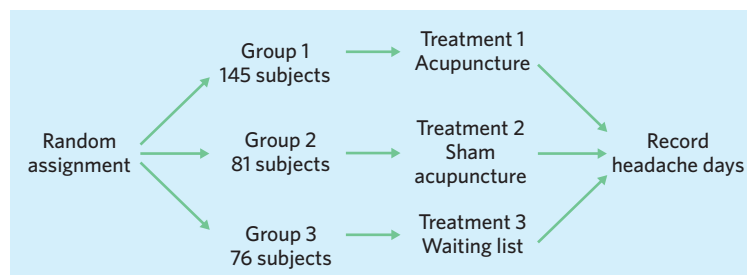 Random
assignment
Group 1
145 subjects
Treatment 1
Acupuncture
Group 2
81 subjects
Treatment 2
Sham
acupuncture
Group 3
76 subjects
Treatment 3
Waiting list
Record
headache days